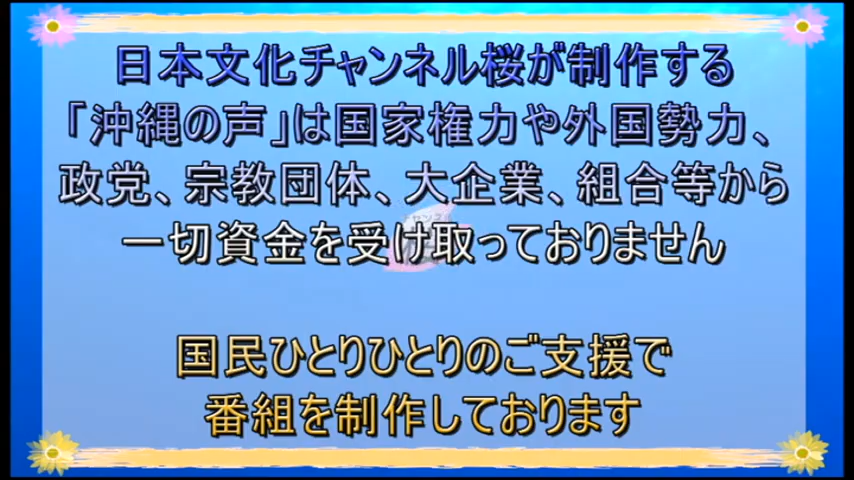 日本文化チャンネル桜が制作する
「沖縄の声」は国家権力や外国勢力、
政党、宗教団体、大企業、組合等から
一切資金を受け取っておりません
国民ひとりひとりのご支援で
番組を制作しております